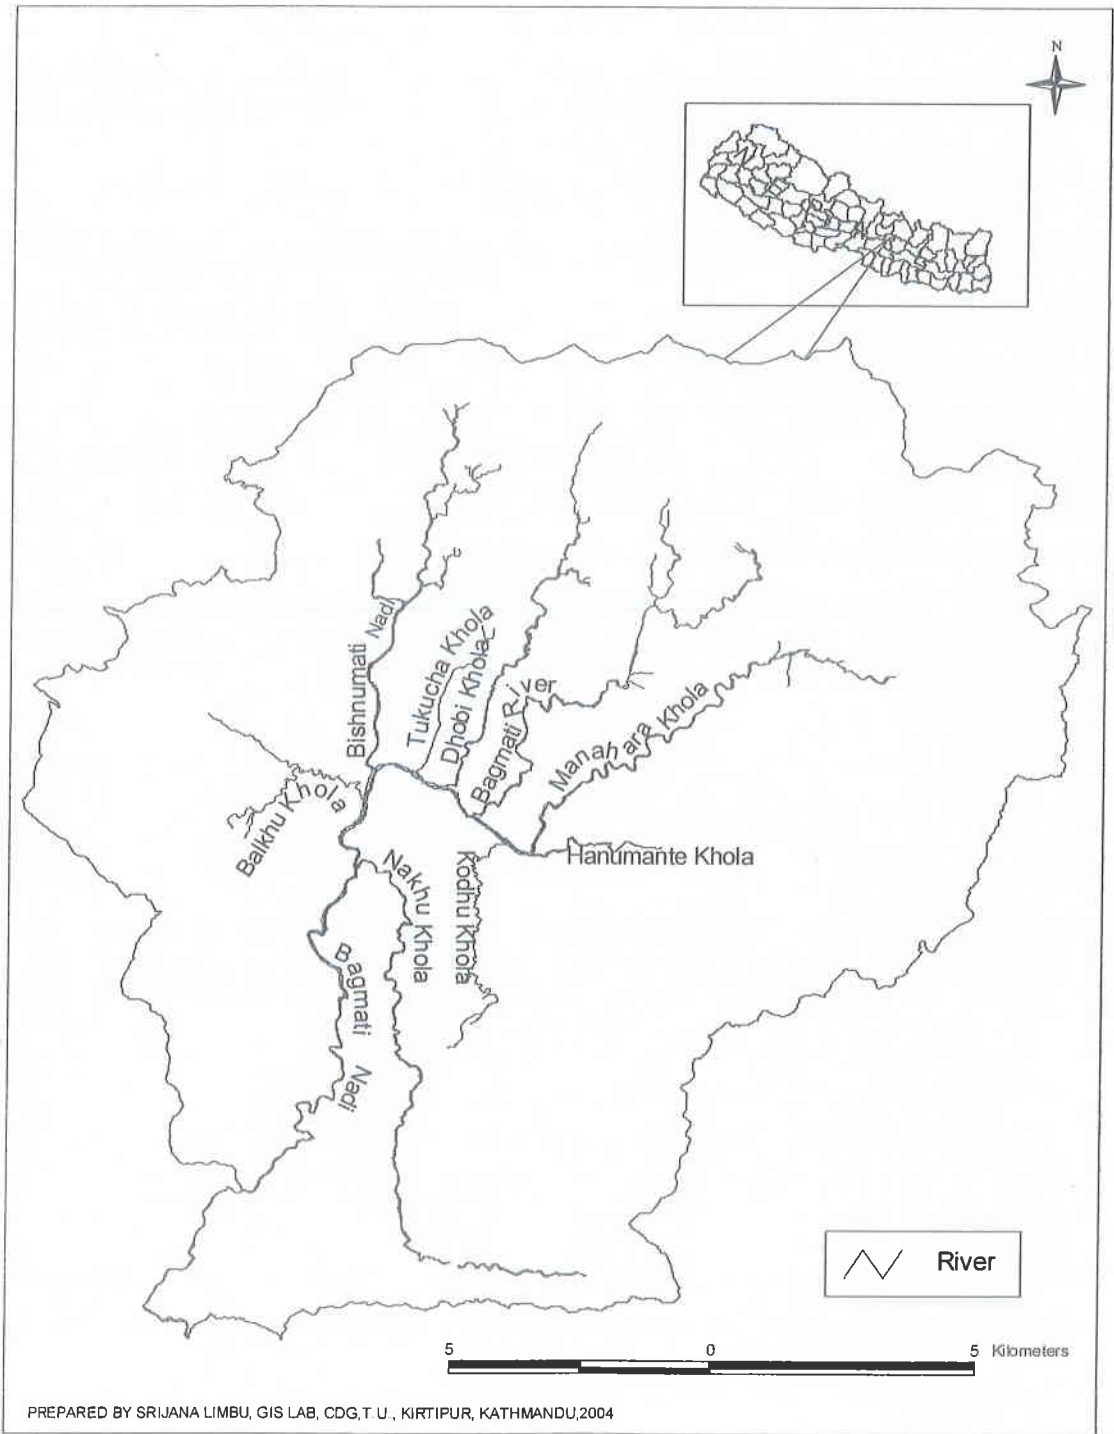 N
Bishnumati Nadi
Tukucha Khola
Dhobi Khola
Bagmati River
Manahara Khola
Balkhu Khola
Hanumante Khola
Nakhu Khola
Kodhu Khola
Bagmati Nadi
River
5 0 5 Kilometers
PREPARED BY SRIJANA LIMBU, GIS LAB, CDG,T.U., KIRTIPUR, KATHMANDU,2004